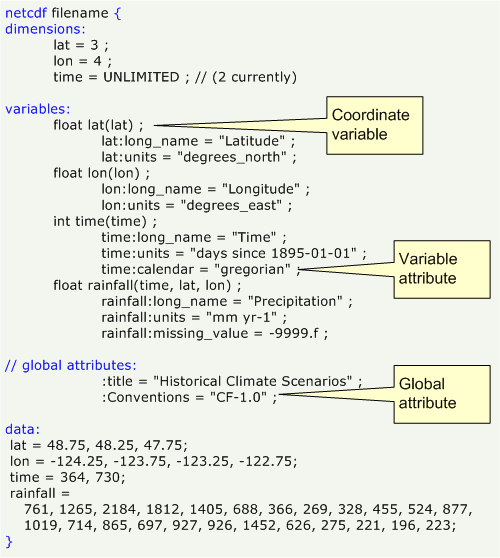 netcdf filename {
dimensions:
lat = 3 ;
lon = 4 ;
time = UNLIMITED ; // (2 currently)
variables:
float lat(lat) ;
Coordinate
variable
lat:long_name = "Latitude" ;
lat:units = "degrees_north" ;
float lon(lon) ;
lon:long_name = "Longitude" ;
lon:units = "degrees_east" ;
int time(time) ;
time:long_name = "Time" ;
time:units = "days since 1895-01-01" ;
time:calendar = "gregorian" ;
Variable
attribute
float rainfall(time, lat, lon) ;
rainfall:long_name = "Precipitation" ;
rainfall:units = "mm yr-1" ;
rainfall:missing_value = -9999.f ;
// global attributes:
:title = "Historical Climate Scenarios" ;
:Conventions = "CF-1.0" ;
Global
attribute
data:
lat = 48.75, 48.25, 47.75;
lon = -124.25, -123.75, -123.25, -122.75;
time = 364, 730;
rainfall =
761, 1265, 2184, 1812, 1405, 688, 366, 269, 328, 455, 524, 877,
1019, 714, 865, 697, 927, 926, 1452, 626, 275, 221, 196, 223;
}